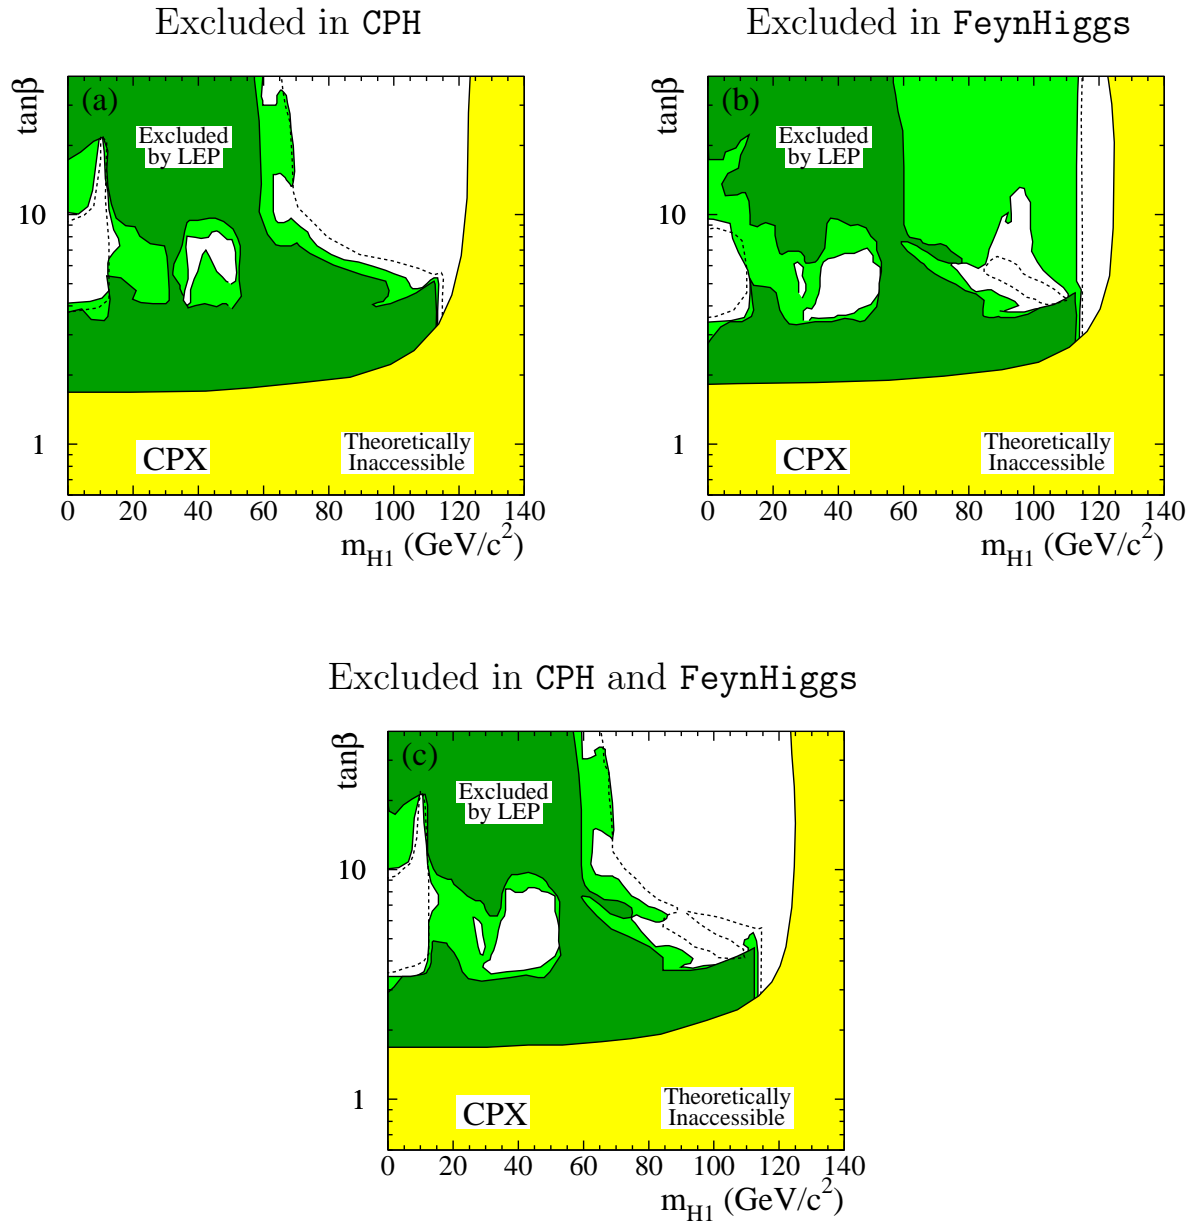 Excluded in CPH
tanβ
(a)
Excluded
by LEP
10
1
CPX
Theoretically
Inaccessible
0 20 40 60 80 100 120 140
m_H1 (GeV/c²)
Excluded in FeynHiggs
tanβ
(b)
Excluded
by LEP
10
1
CPX
Theoretically
Inaccessible
0 20 40 60 80 100 120 140
m_H1 (GeV/c²)
Excluded in CPH and FeynHiggs
tanβ
(c)
Excluded
by LEP
10
1
CPX
Theoretically
Inaccessible
0 20 40 60 80 100 120 140
m_H1 (GeV/c²)